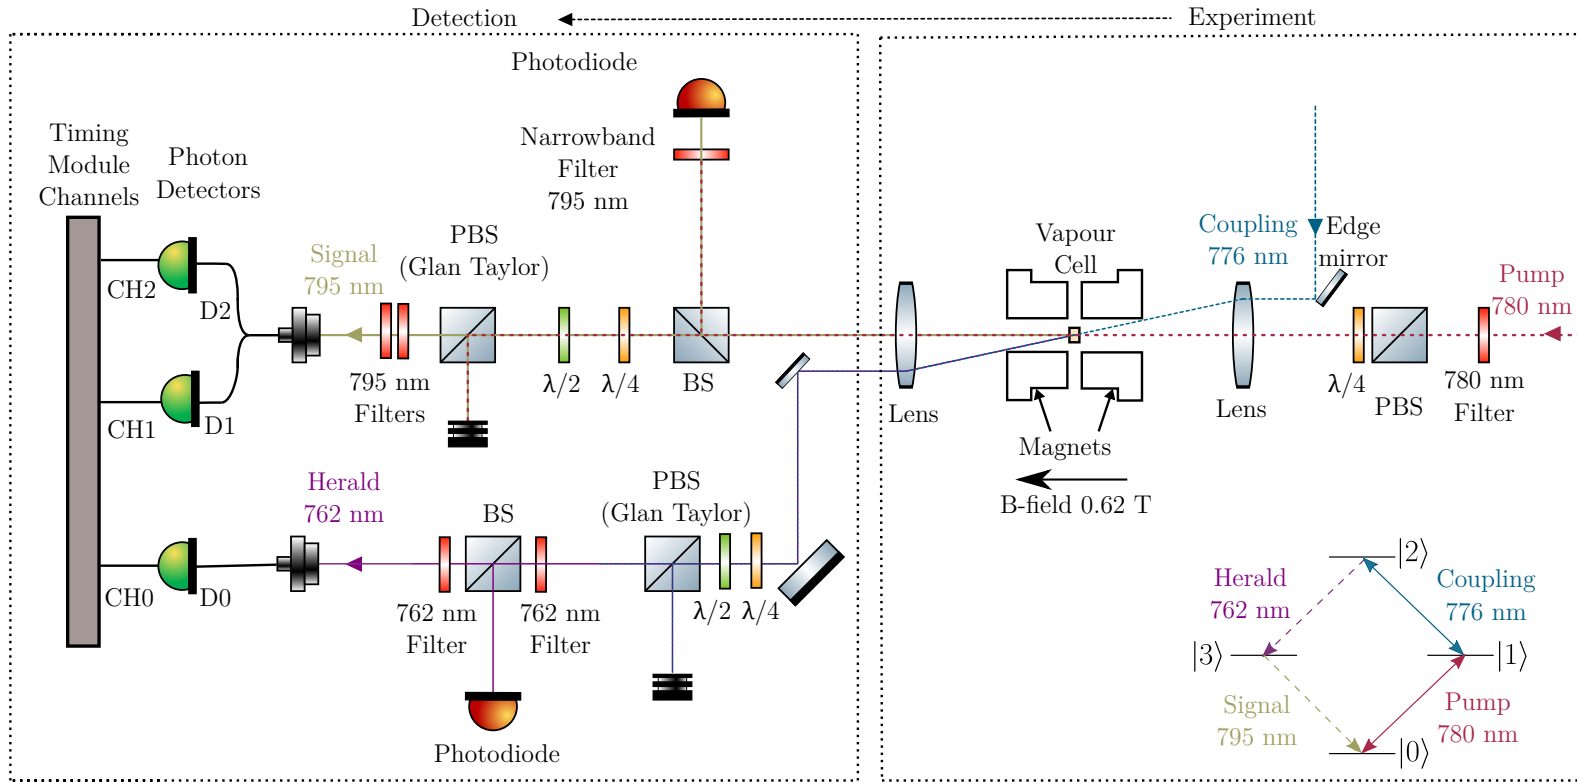 Detection
Experiment
Photodiode
Timing
Module
Channels
Photon
Detectors
Narrowband
Filter
795 nm
PBS
(Glan Taylor)
Signal
795 nm
CH2
D2
795 nm
Filters
λ/2
λ/4
BS
CH1
D1
Vapour
Cell
Coupling
776 nm
Edge
mirror
Pump
780 nm
Lens
Magnets
B-field 0.62 T
Lens
λ/4
PBS
780 nm
Filter
Herald
762 nm
BS
PBS
(Glan Taylor)
CH0
D0
762 nm
Filter
762 nm
Filter
λ/2
λ/4
Photodiode
|2⟩
Herald
762 nm
Coupling
776 nm
|3⟩
|1⟩
Signal
795 nm
Pump
780 nm
|0⟩